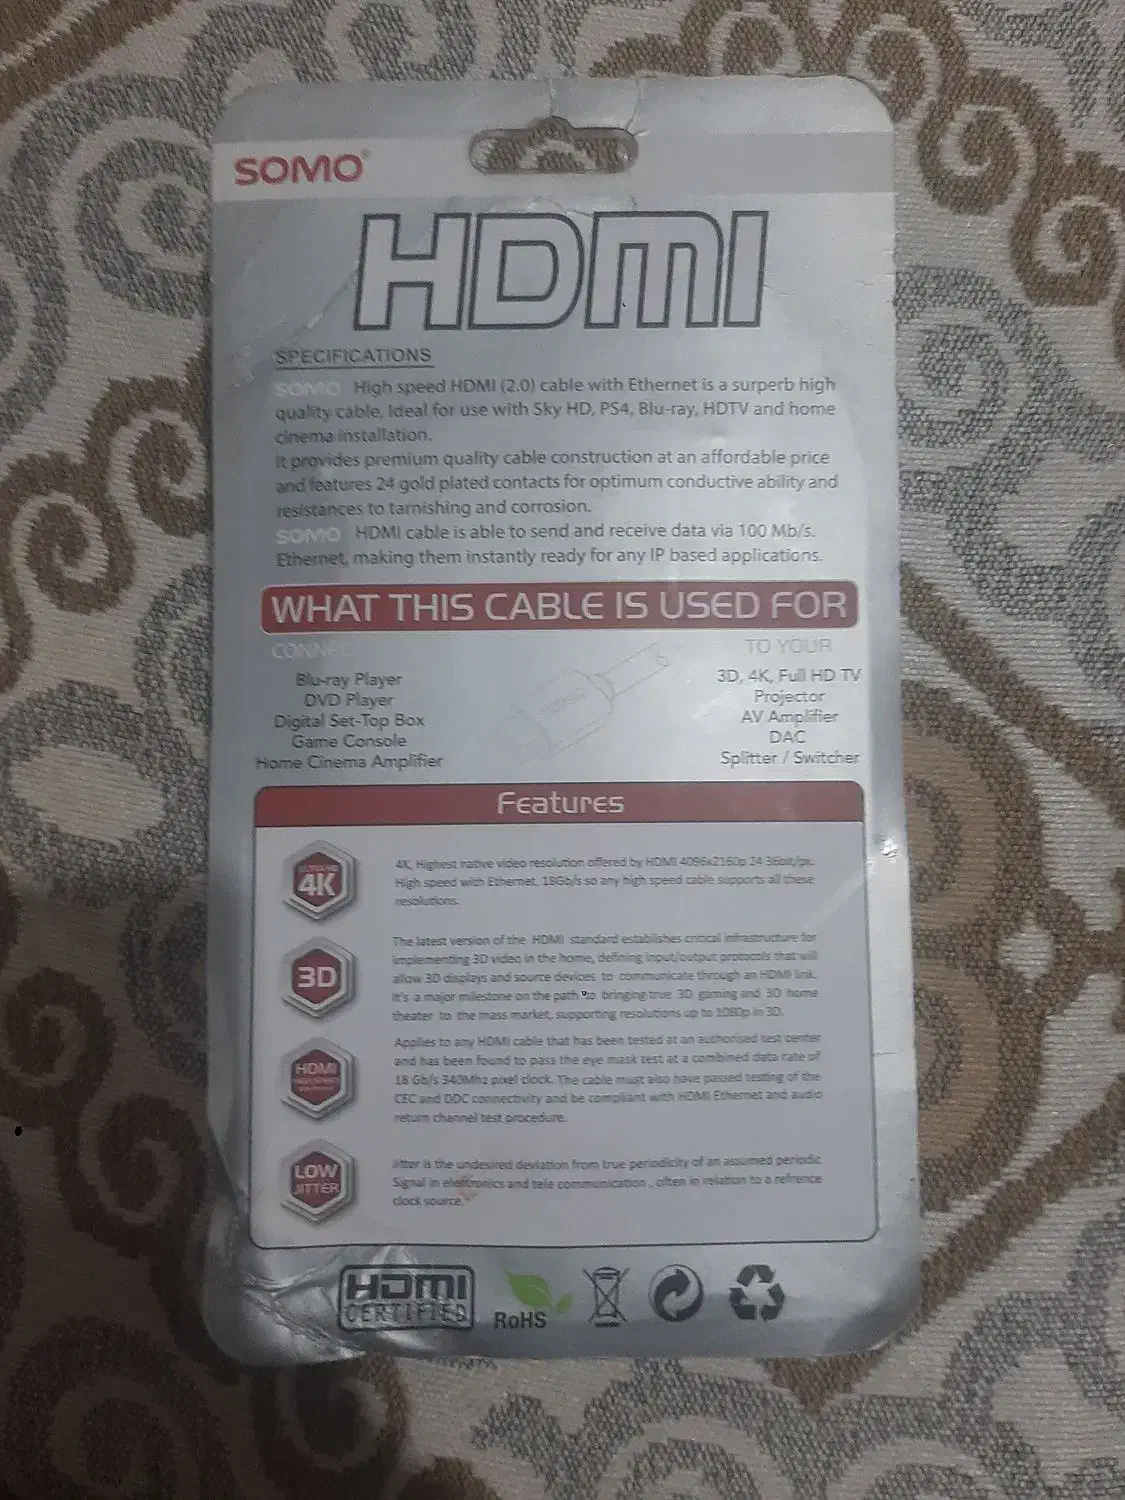 SOMO®
HDMI
SPECIFICATIONS
SOMO High speed HDMI (2.0) cable with Ethernet is a surperb high
quality cable, Ideal for use with Sky HD, PS4, Blu-ray, HDTV and home
cinema installation.
It provides premium quality cable construction at an affordable price
and features 24 gold plated contacts for optimum conductive ability and
resistances to tarnishing and corrosion.
SOMO HDMI cable is able to send and receive data via 100 Mb/s.
Ethernet, making them instantly ready for any IP based applications.
WHAT THIS CABLE IS USED FOR
CONNEC TO YOUR
Blu-ray Player 3D, 4K, Full HD TV
DVD Player Projector
Digital Set-Top Box AV Amplifier
Game Console DAC
Home Cinema Amplifier Splitter / Switcher
Features
4K
4K, Highest native video resolution offered by HDMI 4096x2160p 24 36bit/px.
High speed with Ethernet, 18Gb/s so any high speed cable supports all these
resolutions.
3D
The latest version of the HDMI standard establishes critical infrastructure for
implementing 3D video in the home, defining input/output protocols that will
allow 3D displays and source devices to communicate through an HDMI link.
It's a major milestone on the path to bringing true 3D gaming and 3D home
theater to the mass market, supporting resolutions up to 1080p in 3D.
HDMI
Applies to any HDMI cable that has been tested at an authorised test center
and has been found to pass the eye mask test at a combined data rate of
18 Gb/s 340Mhz pixel clock. The cable must also have passed testing of the
CEC and DDC connectivity and be compliant with HDMI Ethernet and audio
return channel test procedure.
LOW
JITTER
Jitter is the undesired deviation from true periodicity of an assumed periodic
Signal in eletronics and tele communication , often in relation to a refrence
clock source.
HDMI
CERTIFIED
RoHS